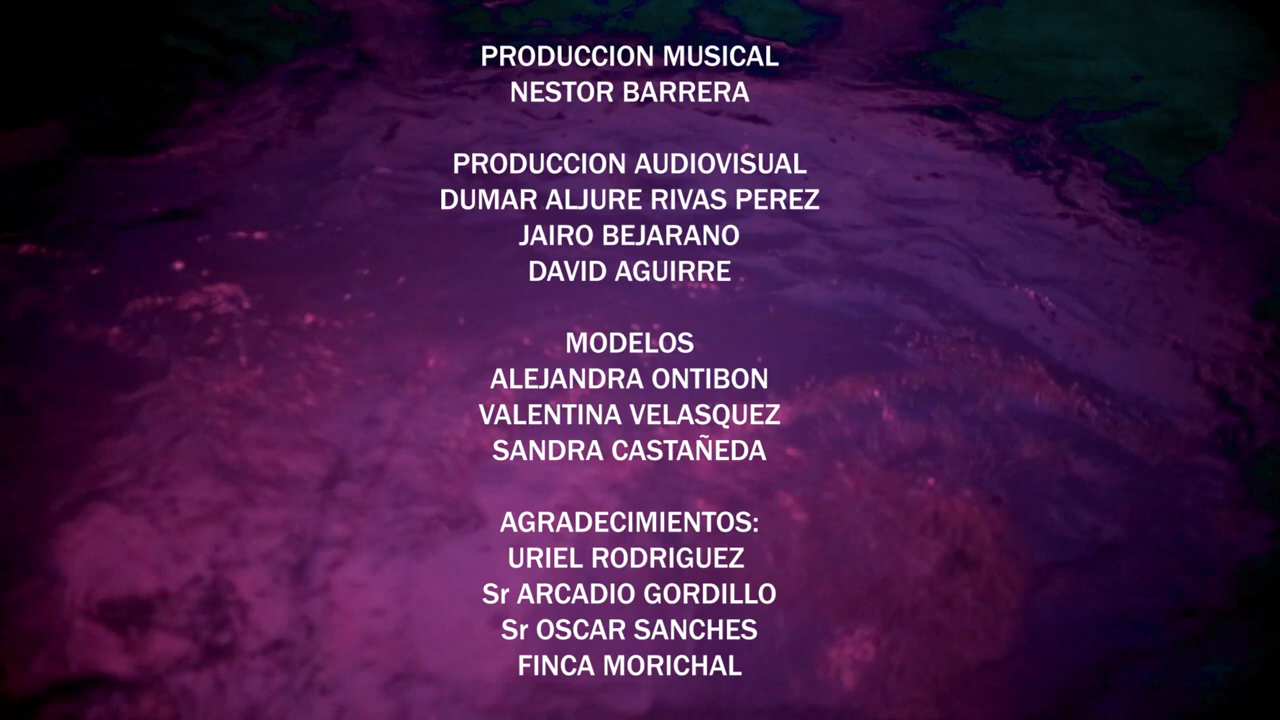 PRODUCCION MUSICAL
NESTOR BARRERA
PRODUCCION AUDIOVISUAL
DUMAR ALJURE RIVAS PEREZ
JAIRO BEJARANO
DAVID AGUIRRE
MODELOS
ALEJANDRA ONTIBON
VALENTINA VELASQUEZ
SANDRA CASTAÑEDA
AGRADECIMIENTOS:
URIEL RODRIGUEZ
Sr ARCADIO GORDILLO
Sr OSCAR SANCHES
FINCA MORICHAL